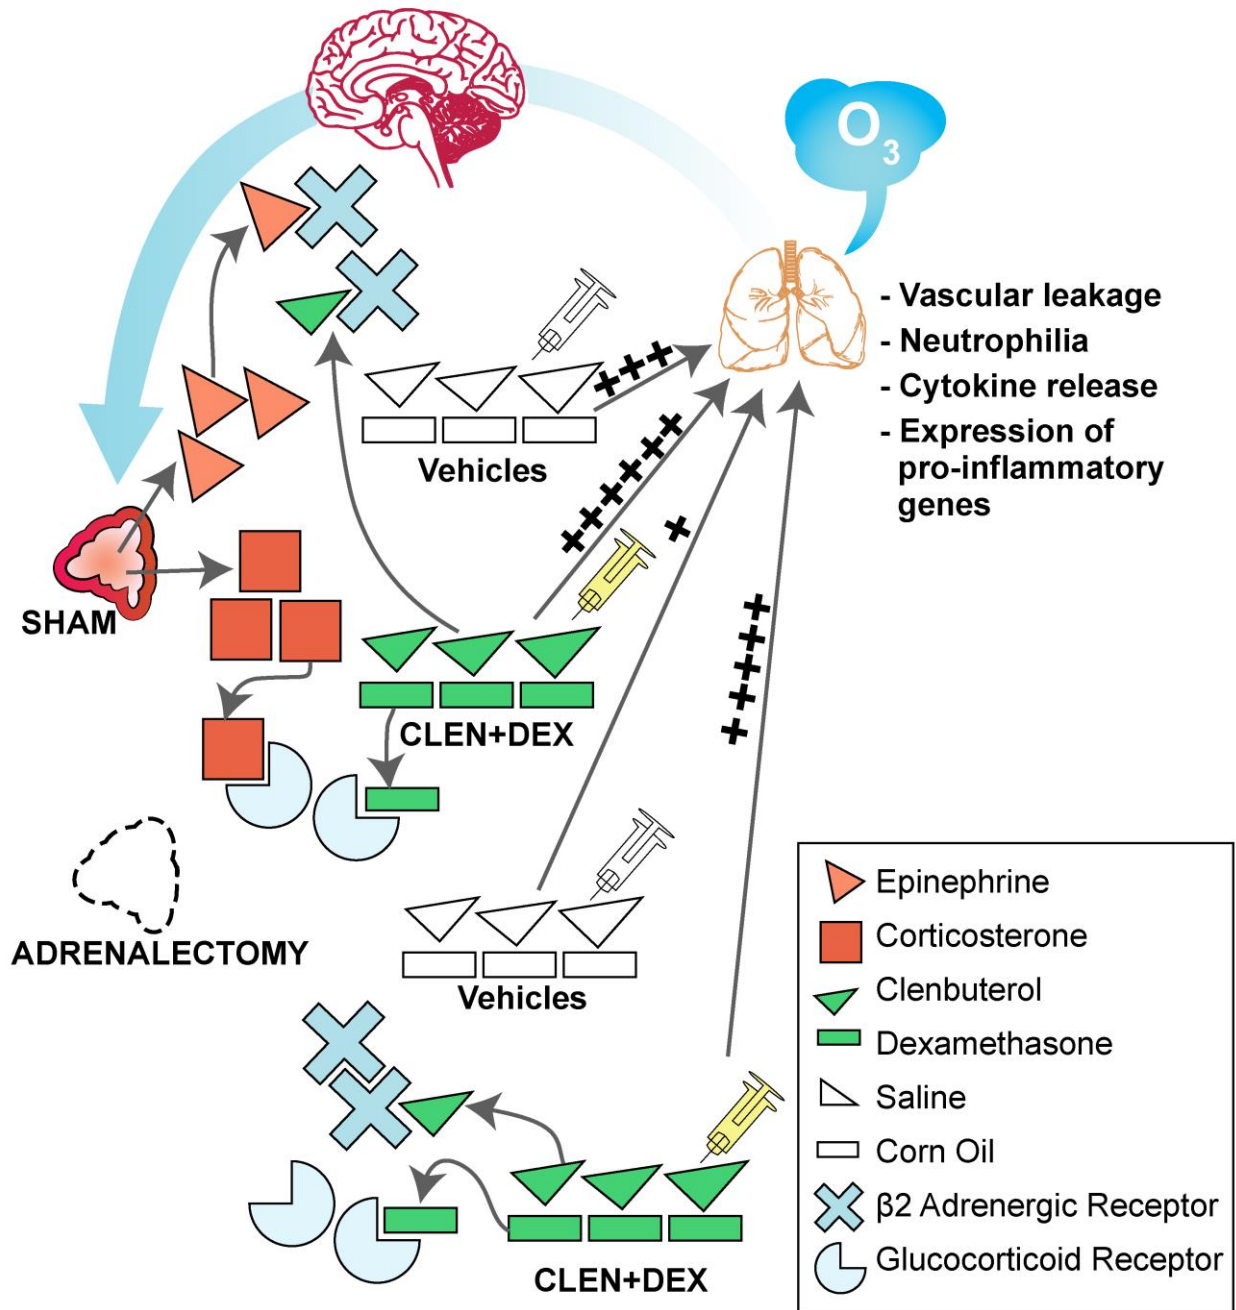 O3
- Vascular leakage
- Neutrophilia
- Cytokine release
- Expression of
pro-inflammatory
genes
+++
Vehicles
++++++
+
SHAM
+++++
CLEN+DEX
ADRENALECTOMY
Vehicles
CLEN+DEX
Epinephrine
Corticosterone
Clenbuterol
Dexamethasone
Saline
Corn Oil
β2 Adrenergic Receptor
Glucocorticoid Receptor